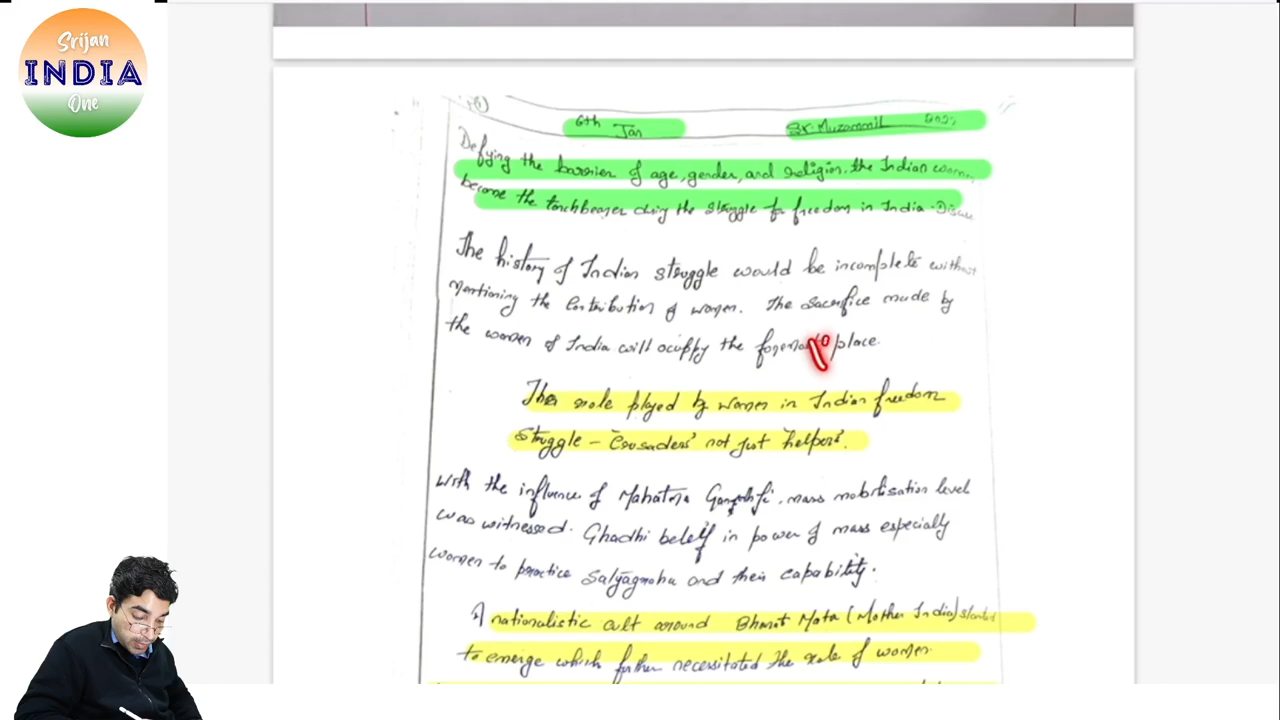 Srijan
INDIA
One
6th Jan
SK. Muzammil
Defying the barrier of age, gender, and religion. the Indian women
become the torchbearer during the struggle for freedom in India. Discuss
The history of Indian struggle would be incomplete without
Mentioning the Contribution of women. The sacrifice made by
the women of India will occupy the place.
The role played by women in Indian freedom
Struggle - 'Crusaders' not just 'helpers'.
With the influence of Mahatma Gandhji, mass mobilisation level
was witnessed. Ghadhi beleif in power of mass especially
women to practice Satyagraha and their capability.
A nationalistic cult around Bharat Mata (Mother India) started
to emerge which further necessitated the role of women.